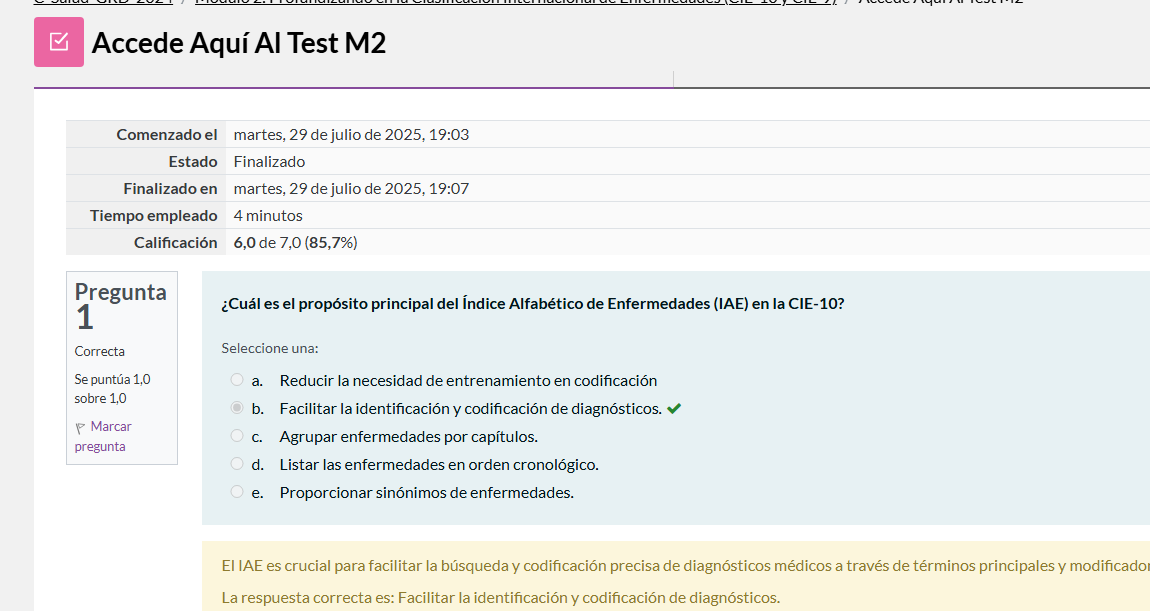 C-Salud-GRD-2024 / Módulo 2: Profundizando en la Clasificación Internacional de Enfermedades (CIE-10 y CIE-9) / Accede Aquí Al Test M2
Accede Aquí Al Test M2
Comenzado el martes, 29 de julio de 2025, 19:03
Estado Finalizado
Finalizado en martes, 29 de julio de 2025, 19:07
Tiempo empleado 4 minutos
Calificación 6,0 de 7,0 (85,7%)
Pregunta
1
Correcta
Se puntúa 1,0
sobre 1,0
Marcar
pregunta
¿Cuál es el propósito principal del Índice Alfabético de Enfermedades (IAE) en la CIE-10?
Seleccione una:
a. Reducir la necesidad de entrenamiento en codificación
b. Facilitar la identificación y codificación de diagnósticos.
c. Agrupar enfermedades por capítulos.
d. Listar las enfermedades en orden cronológico.
e. Proporcionar sinónimos de enfermedades.
El IAE es crucial para facilitar la búsqueda y codificación precisa de diagnósticos médicos a través de términos principales y modificador
La respuesta correcta es: Facilitar la identificación y codificación de diagnósticos.